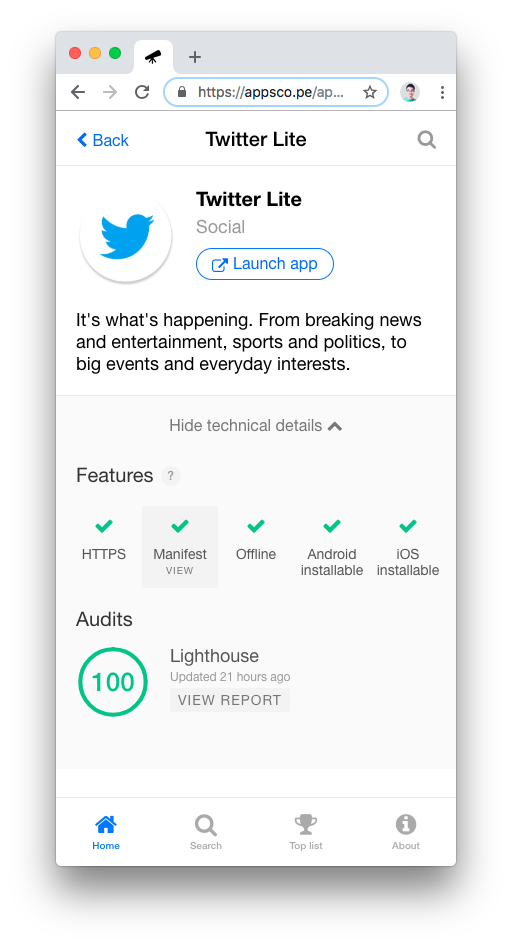 https://appsco.pe/ap...
Back
Twitter Lite
Twitter Lite
Social
Launch app
It's what's happening. From breaking news
and entertainment, sports and politics, to
big events and everyday interests.
Hide technical details
Features ?
HTTPS
Manifest
VIEW
Offline
Android
installable
iOS
installable
Audits
100
Lighthouse
Updated 21 hours ago
VIEW REPORT
Home
Search
Top list
About